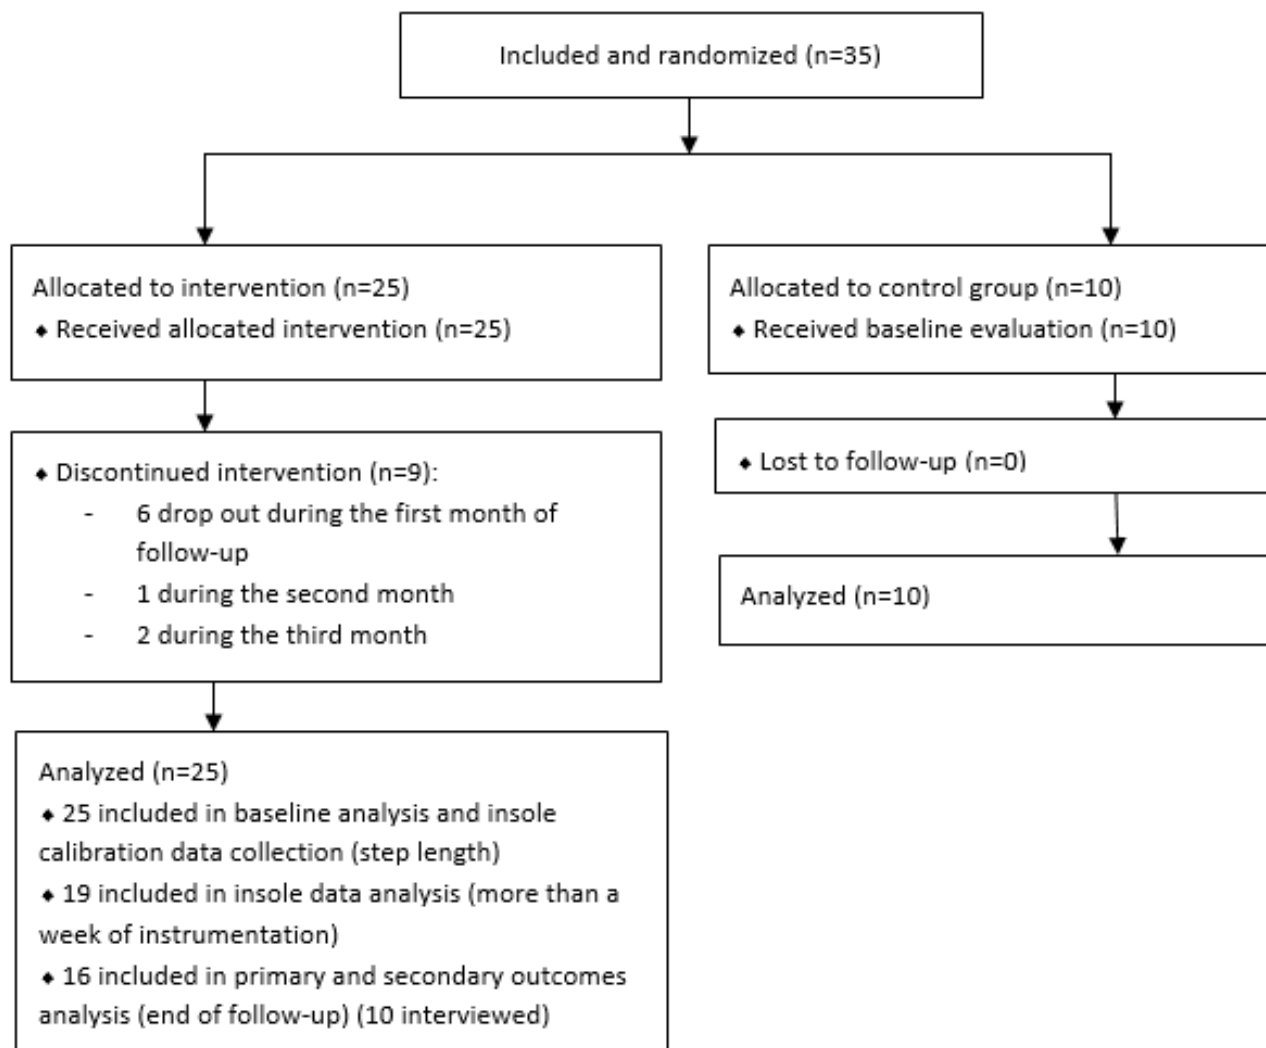 Included and randomized (n=35)
Allocated to intervention (n=25)
⬥ Received allocated intervention (n=25)
Allocated to control group (n=10)
⬥ Received baseline evaluation (n=10)
⬥ Discontinued intervention (n=9):
- 6 drop out during the first month of
follow-up
- 1 during the second month
- 2 during the third month
⬥ Lost to follow-up (n=0)
Analyzed (n=10)
Analyzed (n=25)
⬥ 25 included in baseline analysis and insole
calibration data collection (step length)
⬥ 19 included in insole data analysis (more than a
week of instrumentation)
⬥ 16 included in primary and secondary outcomes
analysis (end of follow-up) (10 interviewed)